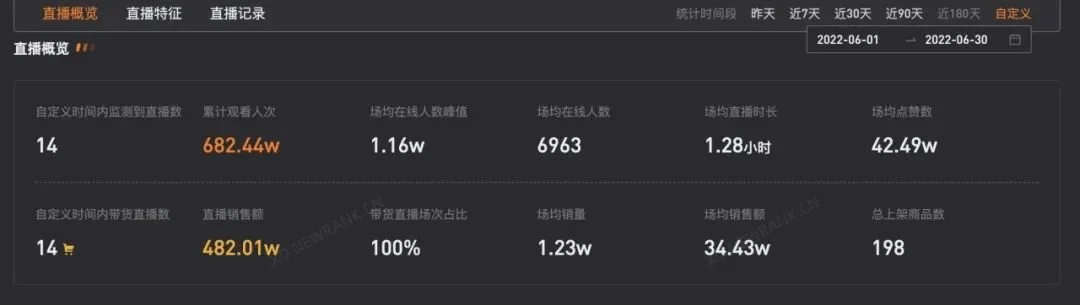 直播概览 直播特征 直播记录 统计时间段 昨天 近7天 近30天 近90天 近180天 自定义
直播概览 2022-06-01 → 2022-06-30
自定义时间内监测到直播数 累计观看人次 场均在线人数峰值 场均在线人数 场均直播时长 场均点赞数
14 682.44w 1.16w 6963 1.28小时 42.49w
自定义时间内带货直播数 直播销售额 带货直播场次占比 场均销量 场均销售额 总上架商品数
14 482.01w 100% 1.23w 34.43w 198
XD.NEWRANK.CN XD.NEWRANK.CN